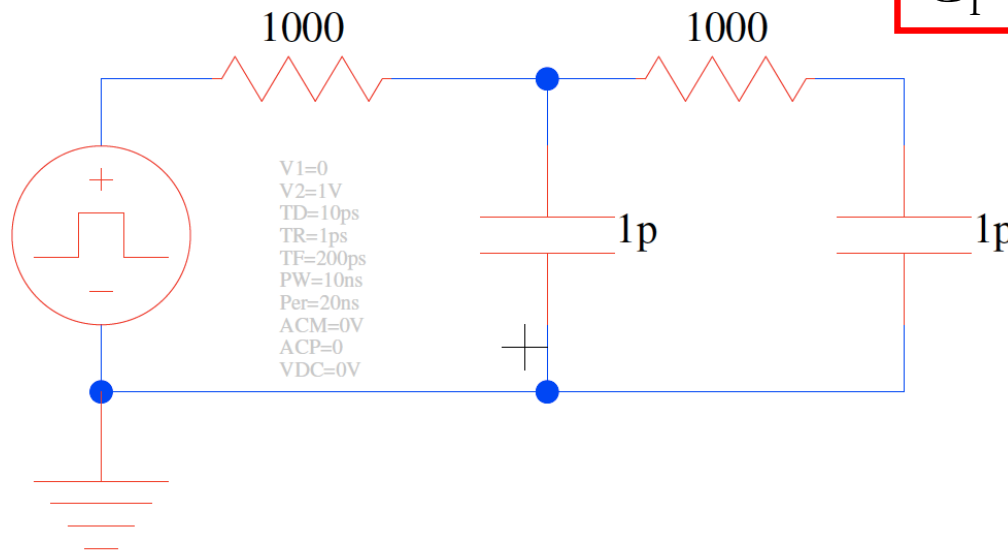 1000
1000
V1=0
V2=1V
TD=10ps
TR=1ps
TF=200ps
PW=10ns
Per=20ns
ACM=0V
ACP=0
VDC=0V
1p
1p
+
−